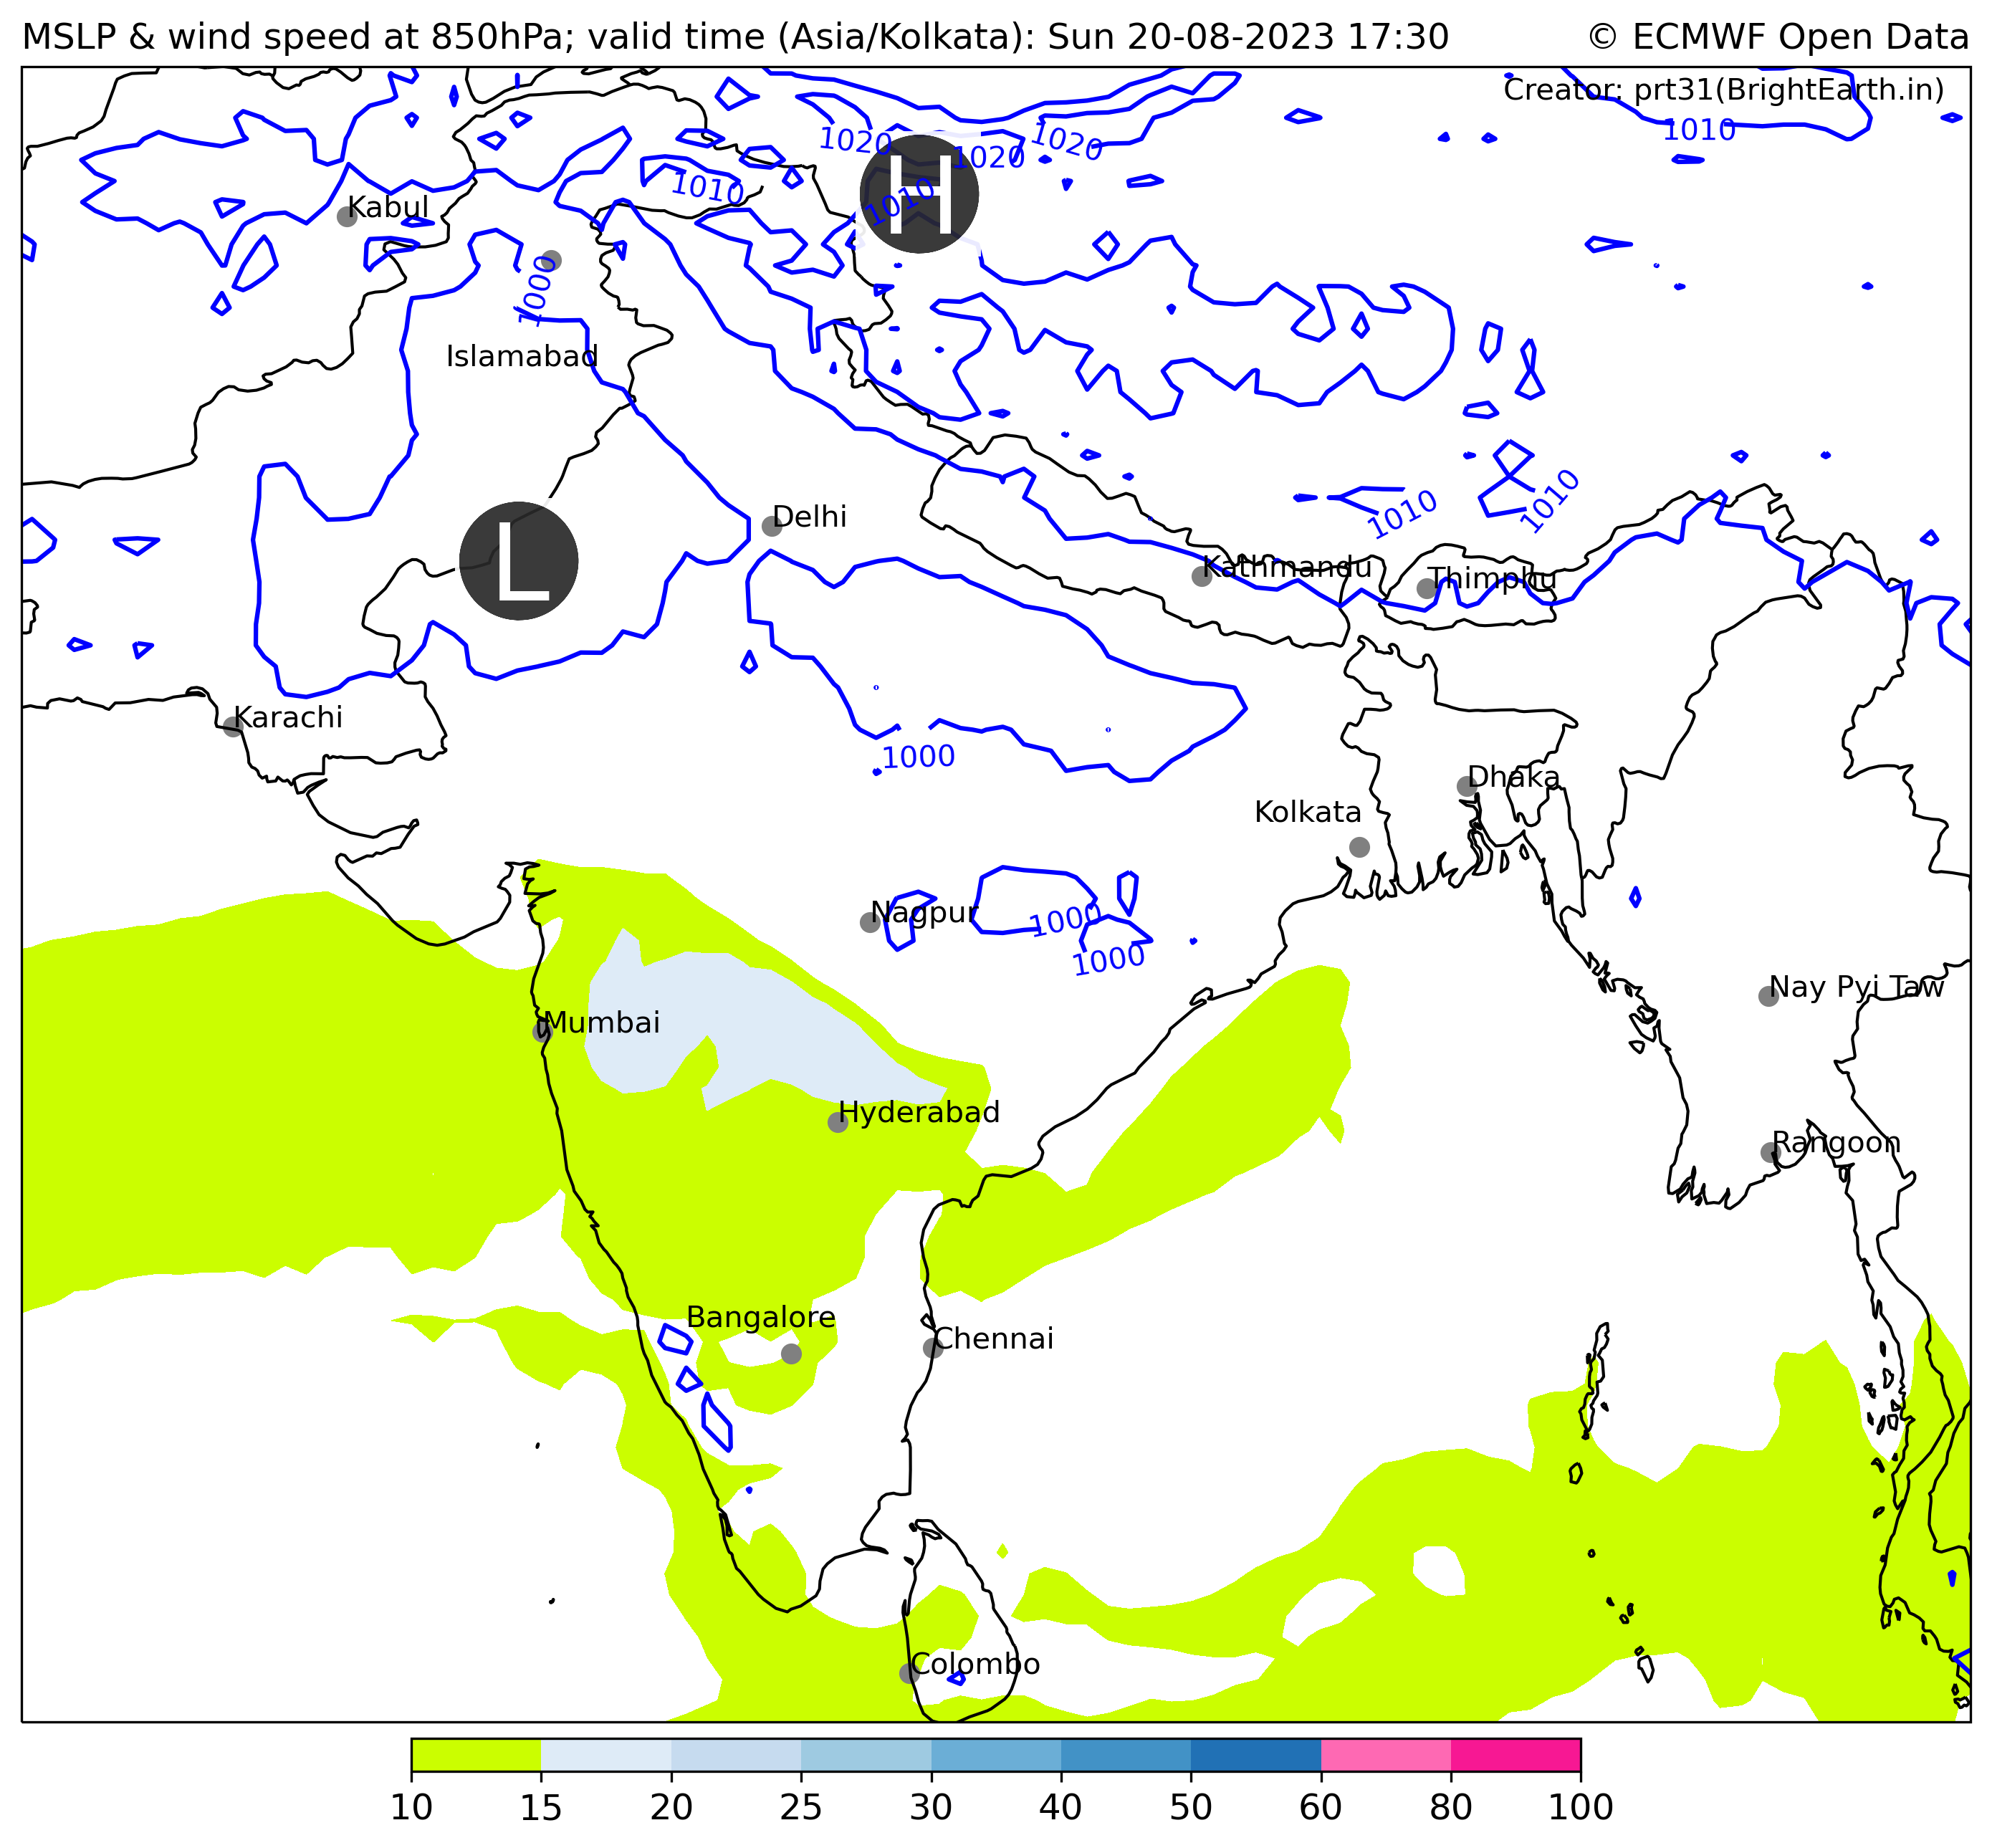 MSLP & wind speed at 850hPa; valid time (Asia/Kolkata): Sun 20-08-2023 17:30
© ECMWF Open Data
Creator: prt31(BrightEarth.in)
1020
1020
1020
1010
H
1010
1010
Kabul
1000
Islamabad
1010
1010
L
Delhi
Kathmandu
Thimphu
Karachi
1000
Dhaka
Kolkata
Nagpur
1000
1000
Nay Pyi Taw
Mumbai
Hyderabad
Rangoon
Bangalore
Chennai
Colombo
10 15 20 25 30 40 50 60 80 100